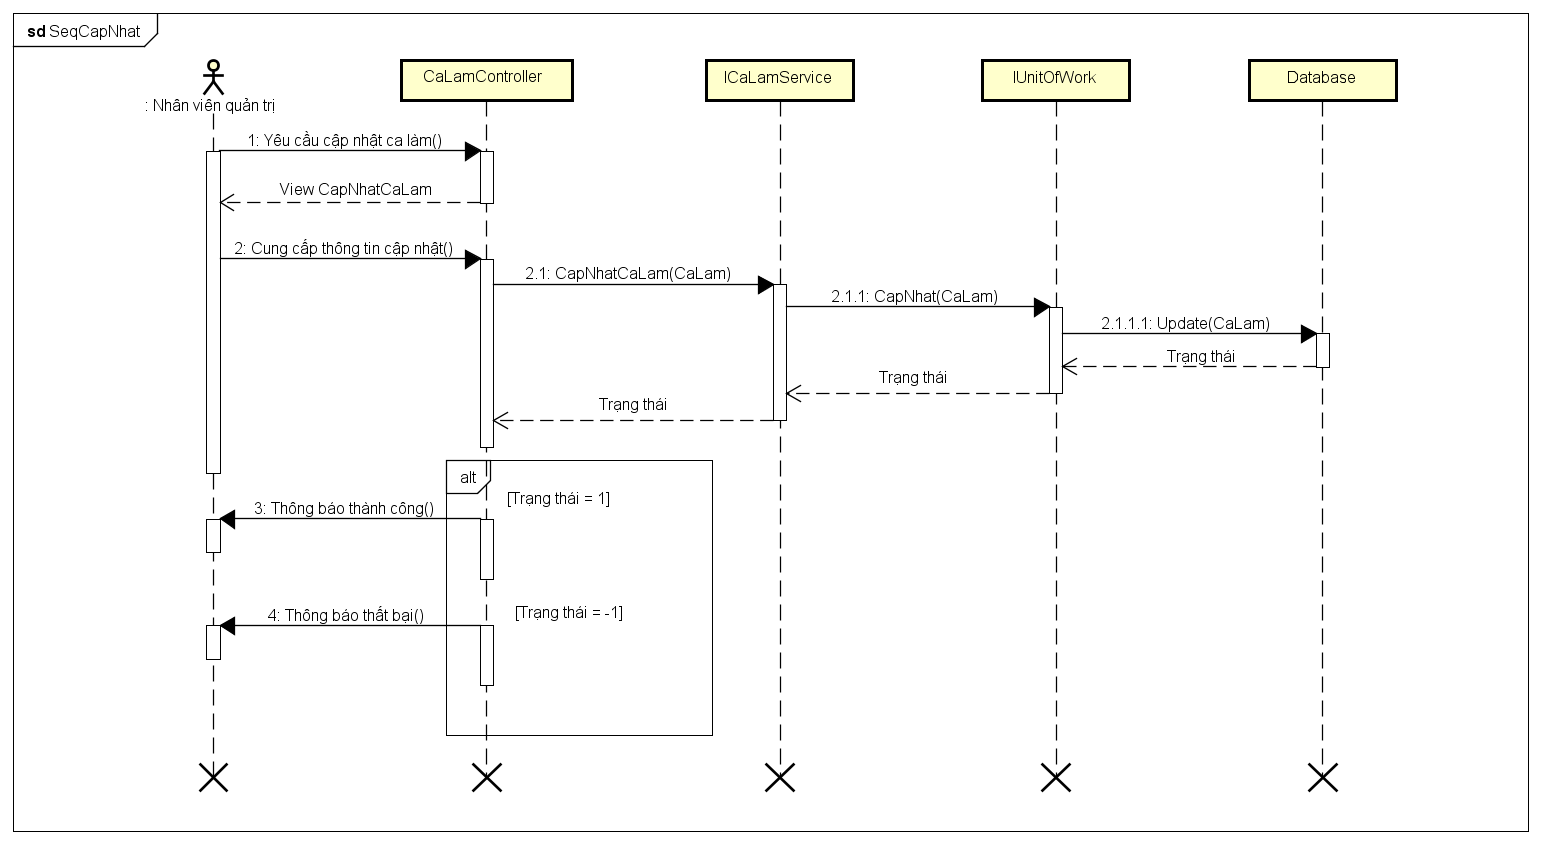 sd SeqCapNhat
: Nhân viên quản trị
CaLamController
ICaLamService
IUnitOfWork
Database
1: Yêu cầu cập nhật ca làm()
View CapNhatCaLam
2: Cung cấp thông tin cập nhật()
2.1: CapNhatCaLam(CaLam)
2.1.1: CapNhat(CaLam)
2.1.1.1: Update(CaLam)
Trạng thái
Trạng thái
Trạng thái
alt
[Trạng thái = 1]
3: Thông báo thành công()
[Trạng thái = -1]
4: Thông báo thất bại()